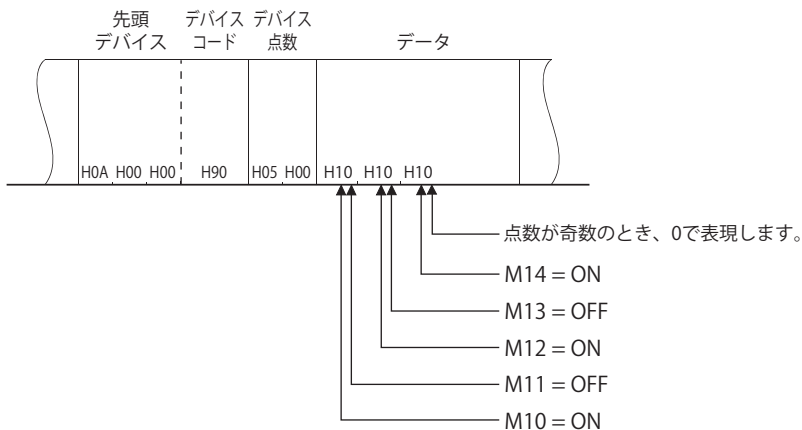 先頭
デバイス
デバイス
コード
デバイス
点数
データ
H0A H00 H00 H90 H05 H00 H10 H10 H10
点数が奇数のとき、0で表現します。
M14 = ON
M13 = OFF
M12 = ON
M11 = OFF
M10 = ON